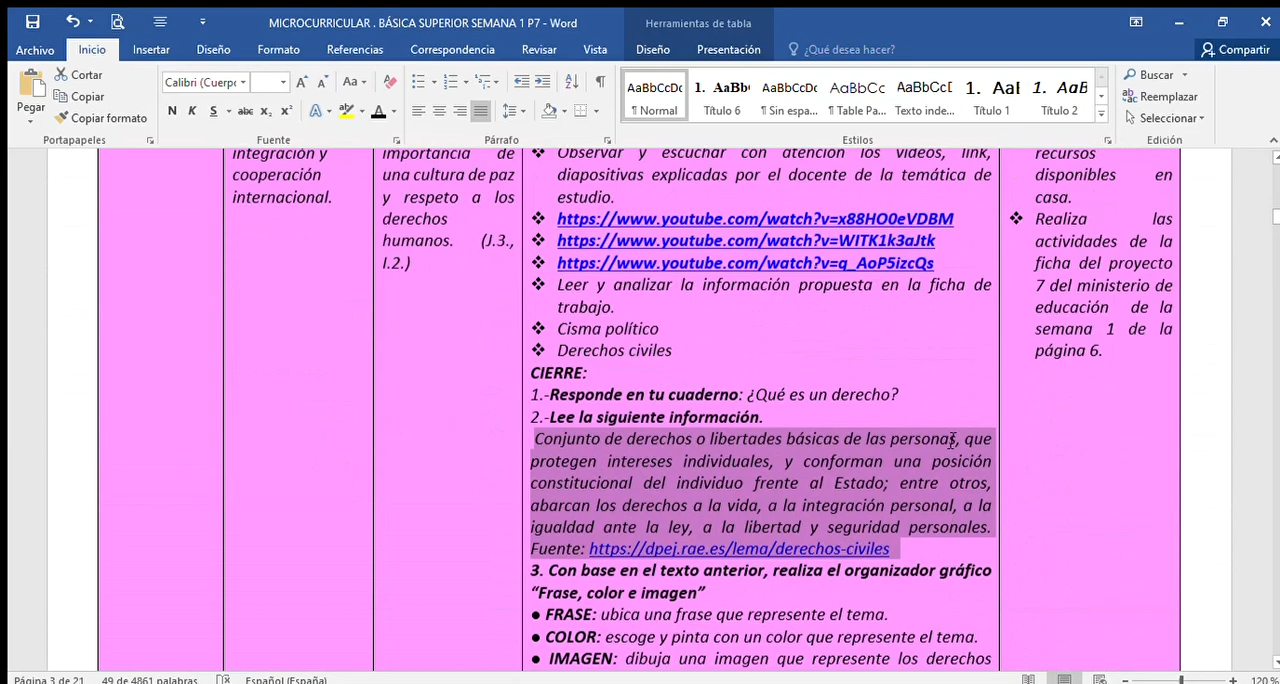 MICROCURRICULAR . BÁSICA SUPERIOR SEMANA 1 P7 - Word
Herramientas de tabla
Archivo Inicio Insertar Diseño Formato Referencias Correspondencia Revisar Vista Diseño Presentación ¿Qué desea hacer? Compartir
Pegar
Cortar
Copiar
Copiar formato
Portapapeles
Calibri (Cuerpo
Aa
N K S abc x₂ x² A ab A
Fuente
Párrafo
AaBbCcDc 1. AaBb AaBbCcDc AaBbCc AaBbCcD 1. AaB 1. AaB
¶ Normal Título 6 ¶ Sin espa... ¶ Table Pa... Texto inde... Título 1 Título 2
Estilos
Buscar
Reemplazar
Seleccionar
Edición
integración y
cooperación
internacional.
importancia de
una cultura de paz
y respeto a los
derechos
humanos. (J.3.,
I.2.)
❖ Observar y escuchar con atención los videos, link,
diapositivas explicadas por el docente de la temática de
estudio.
❖ https://www.youtube.com/watch?v=x88HO0eVDBM
❖ https://www.youtube.com/watch?v=WITK1k3aJtk
❖ https://www.youtube.com/watch?v=q_AoP5izcQs
❖ Leer y analizar la información propuesta en la ficha de
trabajo.
❖ Cisma político
❖ Derechos civiles
CIERRE:
1.-Responde en tu cuaderno: ¿Qué es un derecho?
2.-Lee la siguiente información.
Conjunto de derechos o libertades básicas de las personas, que
protegen intereses individuales, y conforman una posición
constitucional del individuo frente al Estado; entre otros,
abarcan los derechos a la vida, a la integración personal, a la
igualdad ante la ley, a la libertad y seguridad personales.
Fuente: https://dpej.rae.es/lema/derechos-civiles
3. Con base en el texto anterior, realiza el organizador gráfico
“Frase, color e imagen”
● FRASE: ubica una frase que represente el tema.
● COLOR: escoge y pinta con un color que represente el tema.
● IMAGEN: dibuja una imagen que represente los derechos
recursos
disponibles en
casa.
❖ Realiza las
actividades de la
ficha del proyecto
7 del ministerio de
educación de la
semana 1 de la
página 6.
Página 3 de 21 49 de 4861 palabras Español (España) 120 %